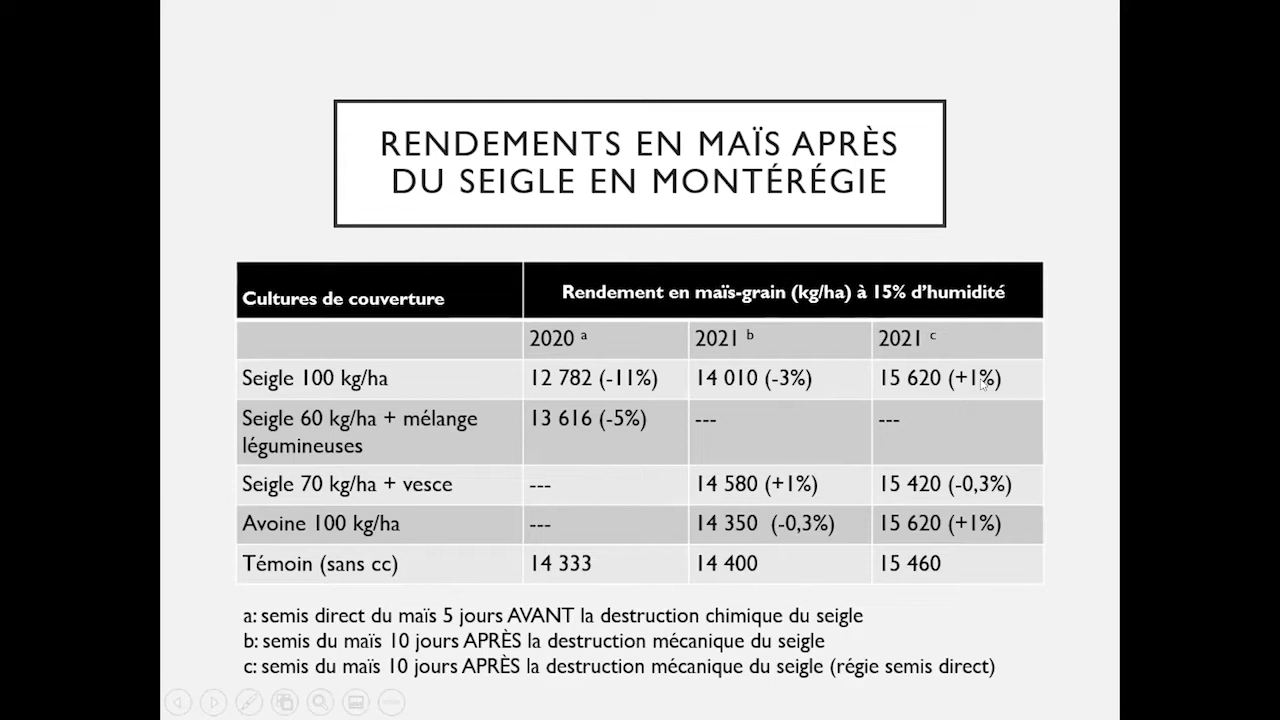 RENDEMENTS EN MAÏS APRÈS
DU SEIGLE EN MONTÉRÉGIE
Cultures de couverture Rendement en maïs-grain (kg/ha) à 15% d'humidité
2020 a 2021 b 2021 c
Seigle 100 kg/ha 12 782 (-11%) 14 010 (-3%) 15 620 (+1%)
Seigle 60 kg/ha + mélange 13 616 (-5%) --- ---
légumineuses
Seigle 70 kg/ha + vesce --- 14 580 (+1%) 15 420 (-0,3%)
Avoine 100 kg/ha --- 14 350 (-0,3%) 15 620 (+1%)
Témoin (sans cc) 14 333 14 400 15 460
a: semis direct du maïs 5 jours AVANT la destruction chimique du seigle
b: semis du maïs 10 jours APRÈS la destruction mécanique du seigle
c: semis du maïs 10 jours APRÈS la destruction mécanique du seigle (régie semis direct)